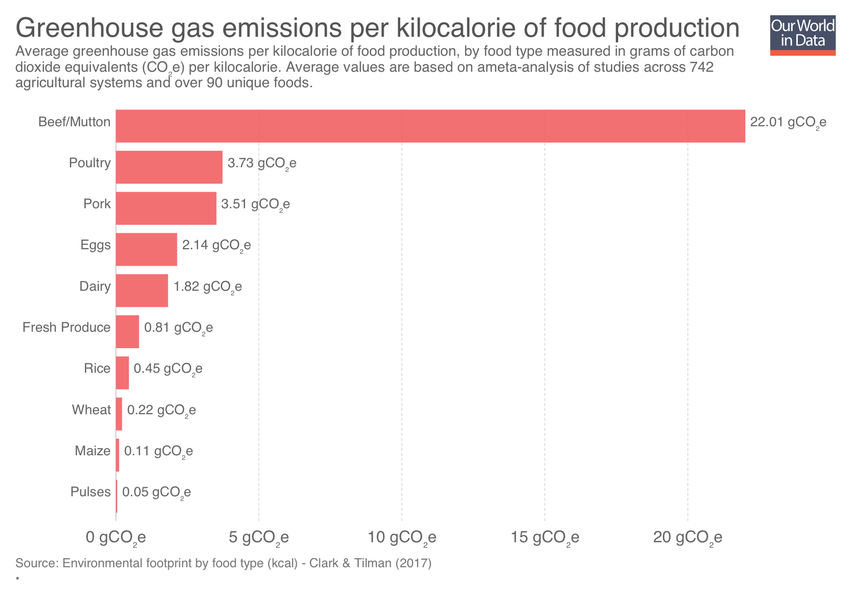 Greenhouse gas emissions per kilocalorie of food production
Our World
in Data
Average greenhouse gas emissions per kilocalorie of food production, by food type measured in grams of carbon
dioxide equivalents (CO₂e) per kilocalorie. Average values are based on ameta-analysis of studies across 742
agricultural systems and over 90 unique foods.
Beef/Mutton 22.01 gCO₂e
Poultry 3.73 gCO₂e
Pork 3.51 gCO₂e
Eggs 2.14 gCO₂e
Dairy 1.82 gCO₂e
Fresh Produce 0.81 gCO₂e
Rice 0.45 gCO₂e
Wheat 0.22 gCO₂e
Maize 0.11 gCO₂e
Pulses 0.05 gCO₂e
0 gCO₂e 5 gCO₂e 10 gCO₂e 15 gCO₂e 20 gCO₂e
Source: Environmental footprint by food type (kcal) - Clark & Tilman (2017)